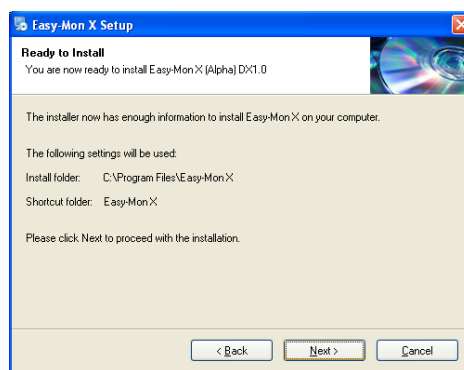 Easy-Mon X Setup
Ready to Install
You are now ready to install Easy-Mon X (Alpha) DX1.0
The installer now has enough information to install Easy-Mon X on your computer.
The following settings will be used:
Install folder: C:\Program Files\Easy-Mon X
Shortcut folder: Easy-Mon X
Please click Next to proceed with the installation.
< Back Next > Cancel